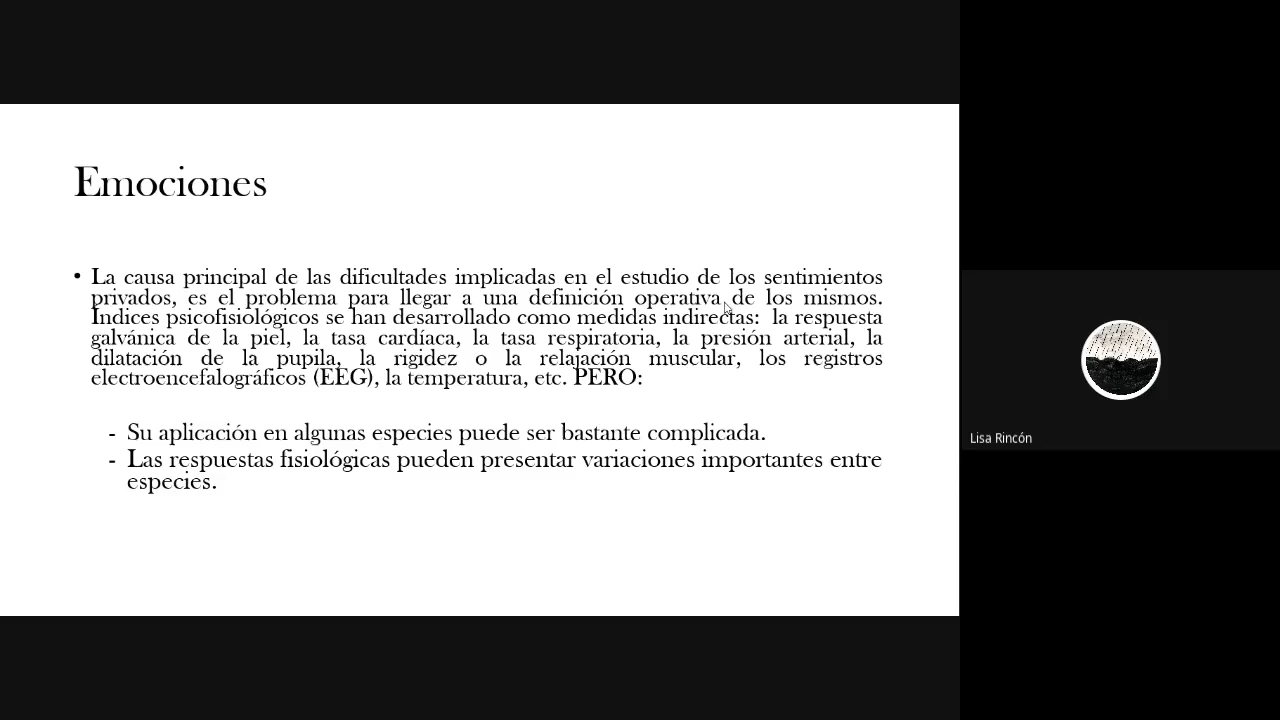 Emociones
• La causa principal de las dificultades implicadas en el estudio de los sentimientos
privados, es el problema para llegar a una definición operativa de los mismos.
Índices psicofisiológicos se han desarrollado como medidas indirectas: la respuesta
galvánica de la piel, la tasa cardíaca, la tasa respiratoria, la presión arterial, la
dilatación de la pupila, la rigidez o la relajación muscular, los registros
electroencefalográficos (EEG), la temperatura, etc. PERO:
- Su aplicación en algunas especies puede ser bastante complicada.
- Las respuestas fisiológicas pueden presentar variaciones importantes entre
especies.
Lisa Rincón